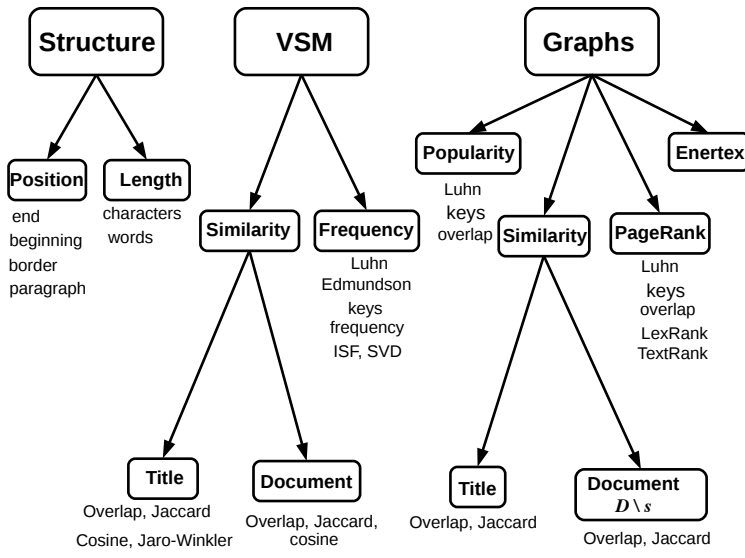 Structure
VSM
Graphs
Position
Length
end
beginning
border
paragraph
characters
words
Similarity
Frequency
Luhn
Edmundson
keys
frequency
ISF, SVD
Title
Overlap, Jaccard
Cosine, Jaro-Winkler
Document
Overlap, Jaccard,
cosine
Popularity
Luhn
keys
overlap
Similarity
PageRank
Luhn
keys
overlap
LexRank
TextRank
Enertex
Title
Overlap, Jaccard
Document
D \ s
Overlap, Jaccard